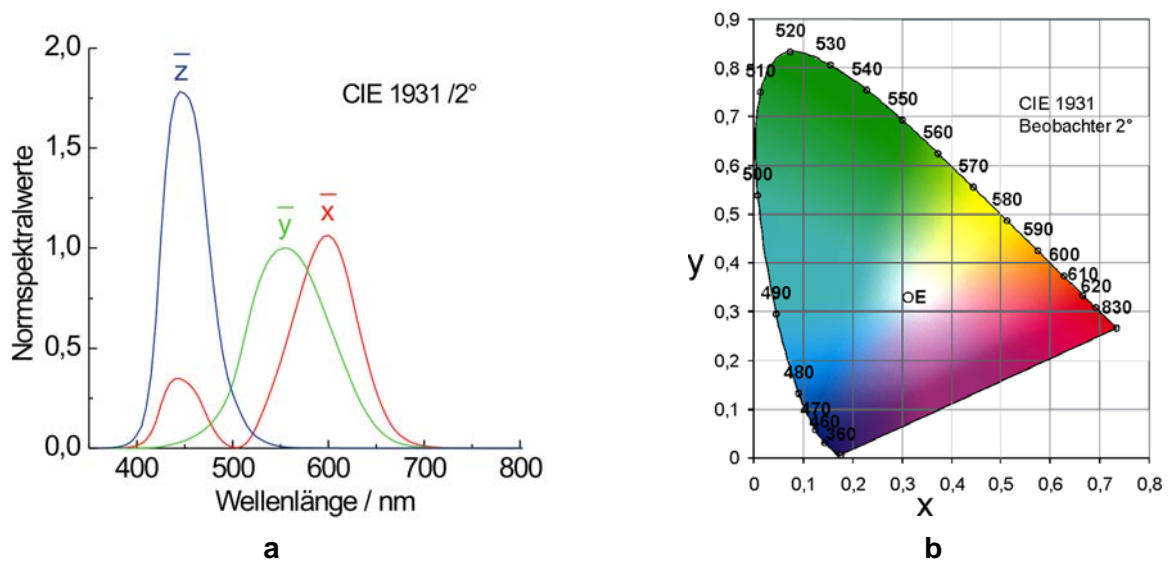 2,0
z̅
CIE 1931 /2°
1,5
x̅
y̅
1,0
Normspektralwerte
0,5
0,0
400 500 600 700 800
Wellenlänge / nm
a
0,9
520
530
0,8
540
510
CIE 1931
550
Beobachter 2°
0,7
560
0,6
570
500
580
0,5
590
y
0,4
600
610
E
620
490
830
0,3
0,2
480
0,1
470
460
360
0
0 0,1 0,2 0,3 0,4 0,5 0,6 0,7 0,8
x
b